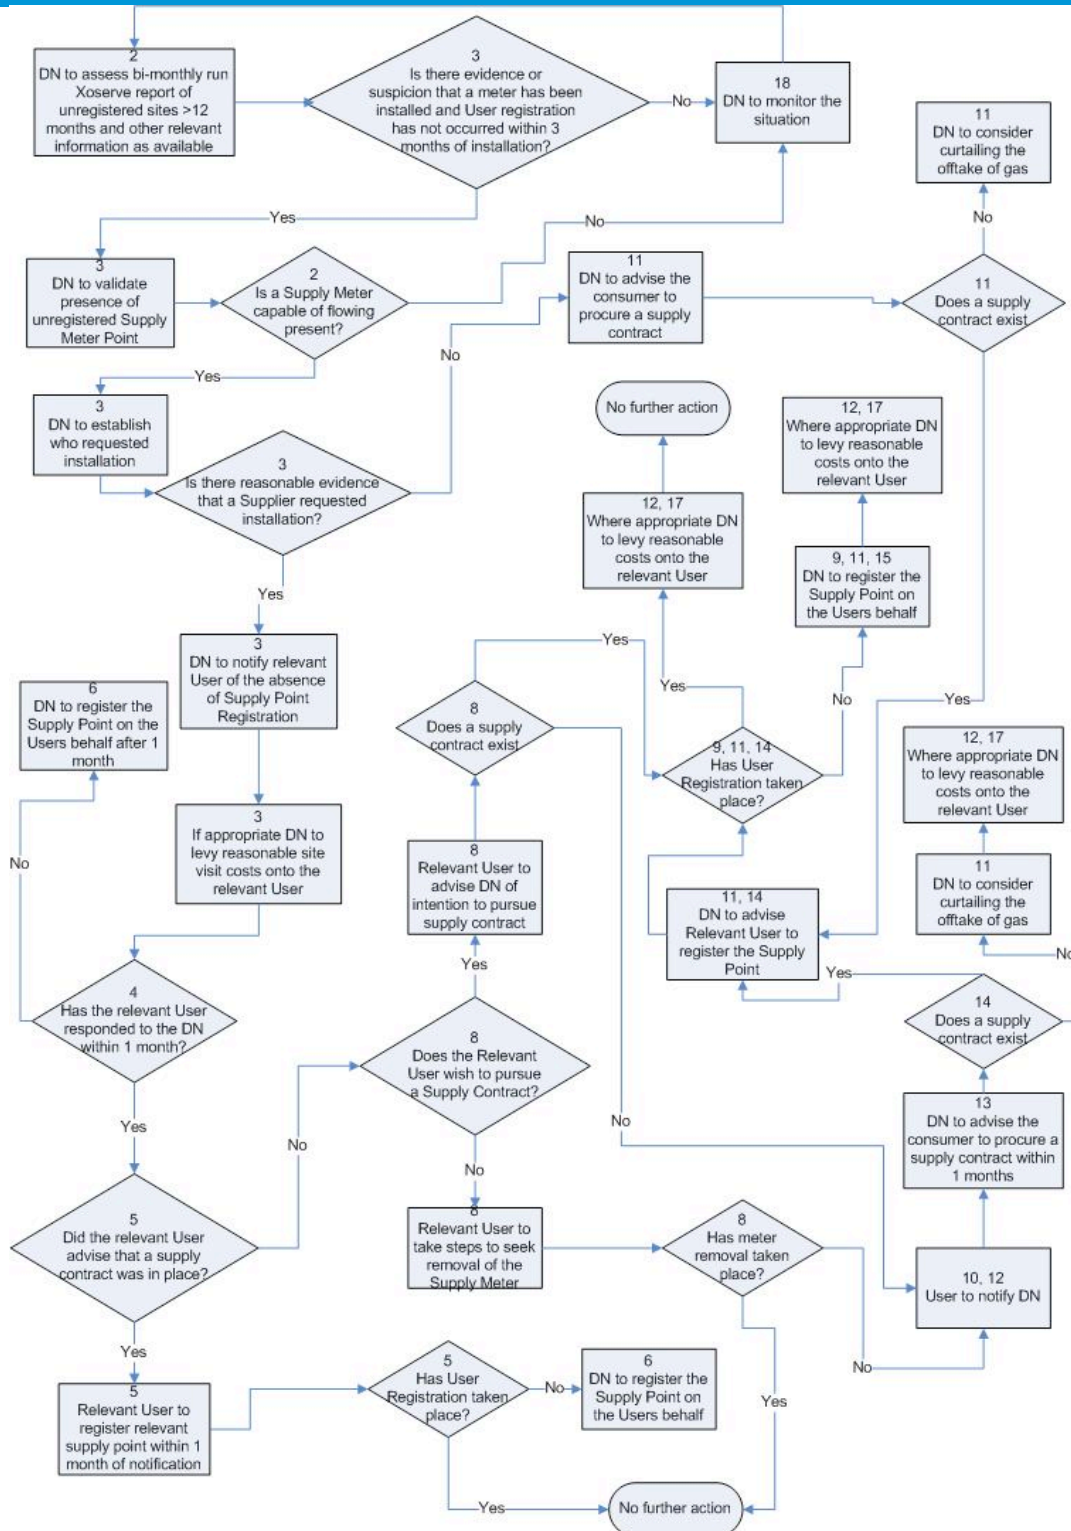 2
DN to assess bi-monthly run
Xoserve report of
unregistered sites >12
months and other relevant
information as available
3
Is there evidence or
suspicion that a meter has been
installed and User registration
has not occurred within 3
months of installation?
No
18
DN to monitor the
situation
11
DN to consider
curtailing the
offtake of gas
Yes
No
No
3
DN to validate
presence of
unregistered Supply
Meter Point
2
Is a Supply Meter
capable of flowing
present?
11
DN to advise the
consumer to
procure a supply
contract
11
Does a supply
contract exist
No
Yes
3
DN to establish
who requested
installation
No further action
12, 17
Where appropriate DN
to levy reasonable
costs onto the
relevant User
3
Is there reasonable evidence
that a Supplier requested
installation?
12, 17
Where appropriate DN
to levy reasonable
costs onto the
relevant User
9, 11, 15
DN to register the
Supply Point on
the Users behalf
Yes
3
DN to notify relevant
User of the absence
of Supply Point
Registration
Yes
6
DN to register the
Supply Point on the
Users behalf after 1
month
8
Does a supply
contract exist
Yes
No
Yes
9, 11, 14
Has User
Registration taken
place?
12, 17
Where appropriate DN
to levy reasonable
costs onto the
relevant User
3
If appropriate DN to
levy reasonable site
visit costs onto the
relevant User
No
8
Relevant User to
advise DN of
intention to pursue
supply contract
11
DN to consider
curtailing the
offtake of gas
11, 14
DN to advise
Relevant User to
register the Supply
Point
No
Yes
Yes
4
Has the relevant User
responded to the DN
within 1 month?
8
Does the Relevant
User wish to pursue
a Supply Contract?
14
Does a supply
contract exist
Yes
No
No
No
13
DN to advise the
consumer to procure a
supply contract within
1 months
5
Did the relevant User
advise that a supply
contract was in place?
8
Relevant User to
take steps to seek
removal of the
Supply Meter
8
Has meter
removal taken
place?
10, 12
User to notify DN
Yes
No
5
Relevant User to
register relevant
supply point within 1
month of notification
5
Has User
Registration taken
place?
No
6
DN to register the
Supply Point on
the Users behalf
Yes
Yes
No further action